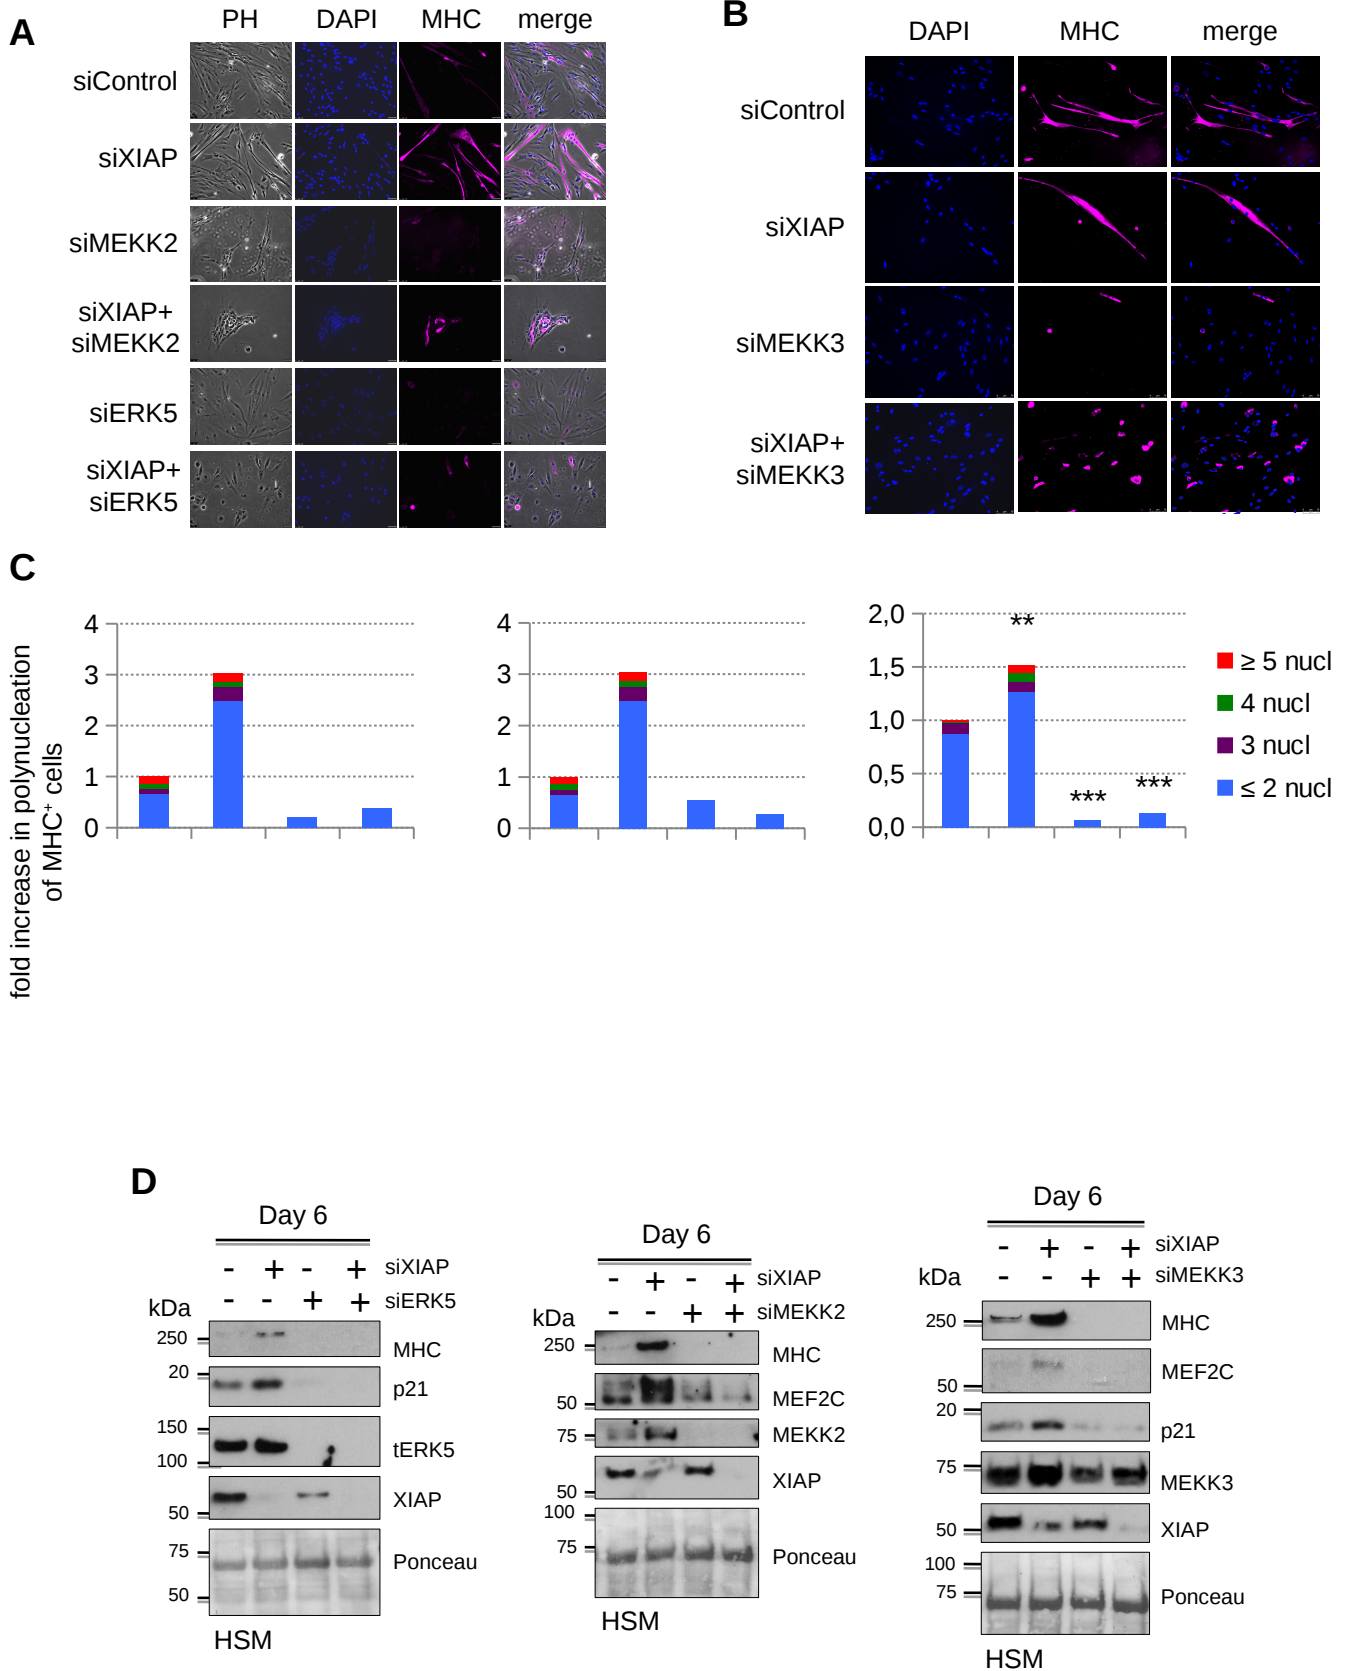 A
PH DAPI MHC merge
siControl
siXIAP
siMEKK2
siXIAP+
siMEKK2
siERK5
siXIAP+
siERK5
B
DAPI MHC merge
siControl
siXIAP
siMEKK3
siXIAP+
siMEKK3
C
fold increase in polynucleation
of MHC+ cells
4
3
2
1
0
4
3
2
1
0
2,0
1,5
1,0
0,5
0,0
**
***
***
≥ 5 nucl
4 nucl
3 nucl
≤ 2 nucl
D
Day 6
- + - + siXIAP
- - + + siERK5
kDa
250 MHC
20 p21
150
100 tERK5
50 XIAP
75
50 Ponceau
HSM
Day 6
- + - + siXIAP
- - + + siMEKK2
kDa
250 MHC
50 MEF2C
75 MEKK2
50 XIAP
100
75 Ponceau
HSM
Day 6
- + - + siXIAP
- - + + siMEKK3
kDa
250 MHC
50 MEF2C
20 p21
75 MEKK3
50 XIAP
100
75 Ponceau
HSM